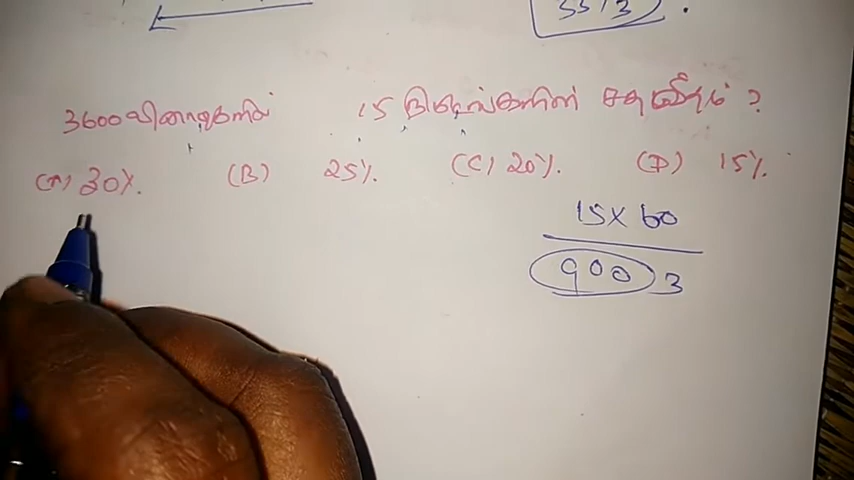 3600 வினாடிகளில் 15 நிமிடங்களின் சதவீதம் ?
(A) 30%. (B) 25%. (C) 20%. (D) 15%.
15 x 60
900 3